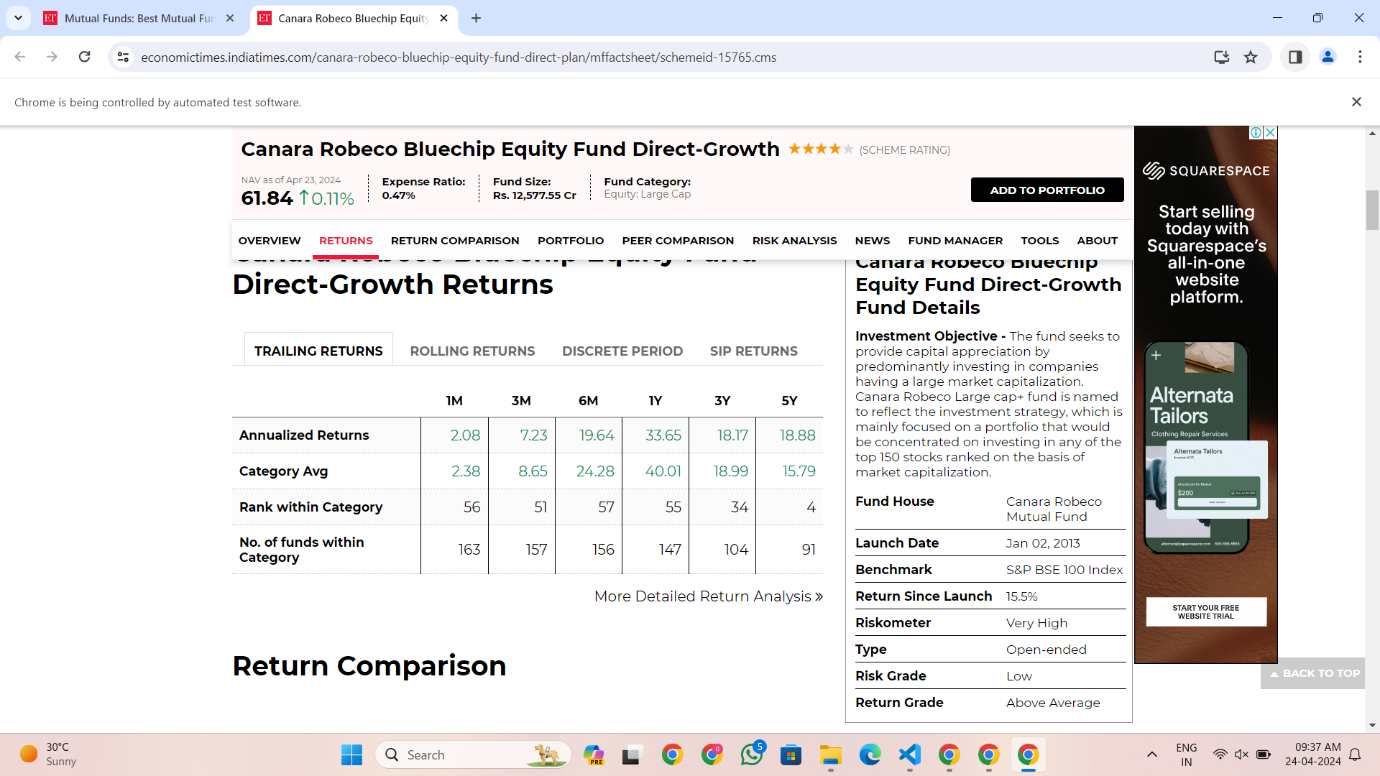 Mutual Funds: Best Mutual Fu
Canara Robeco Bluechip Equity
economictimes.indiatimes.com/canara-robeco-bluechip-equity-fund-direct-plan/mffactsheet/schemeid-15765.cms
Chrome is being controlled by automated test software.
Canara Robeco Bluechip Equity Fund Direct-Growth ★★★★★ (SCHEME RATING)
NAV as of Apr 23, 2024
61.84 ↑0.11%
Expense Ratio:
0.47%
Fund Size:
Rs. 12,577.55 Cr
Fund Category:
Equity: Large Cap
ADD TO PORTFOLIO
OVERVIEW RETURNS RETURN COMPARISON PORTFOLIO PEER COMPARISON RISK ANALYSIS NEWS FUND MANAGER TOOLS ABOUT
Canara Robeco Bluechip Equity Fund
Direct-Growth Returns
TRAILING RETURNS ROLLING RETURNS DISCRETE PERIOD SIP RETURNS
1M 3M 6M 1Y 3Y 5Y
Annualized Returns 2.08 7.23 19.64 33.65 18.17 18.88
Category Avg 2.38 8.65 24.28 40.01 18.99 15.79
Rank within Category 56 51 57 55 34 4
No. of funds within
Category 163 157 156 147 104 91
More Detailed Return Analysis »
Return Comparison
Canara Robeco Bluechip
Equity Fund Direct-Growth
Fund Details
Investment Objective - The fund seeks to
provide capital appreciation by
predominantly investing in companies
having a large market capitalization.
Canara Robeco Large cap+ fund is named
to reflect the investment strategy, which is
mainly focused on a portfolio that would
be concentrated on investing in any of the
top 150 stocks ranked on the basis of
market capitalization.
Fund House Canara Robeco
Mutual Fund
Launch Date Jan 02, 2013
Benchmark S&P BSE 100 Index
Return Since Launch 15.5%
Riskometer Very High
Type Open-ended
Risk Grade Low
Return Grade Above Average
SQUARESPACE
Start selling
today with
Squarespace's
all-in-one
website
platform.
Alternata
Tailors
Clothing Repair Services
Alternata Tailors
$200
START YOUR FREE
WEBSITE TRIAL
BACK TO TOP
30°C
Sunny
Search
PRE
5
ENG
IN
09:37 AM
24-04-2024